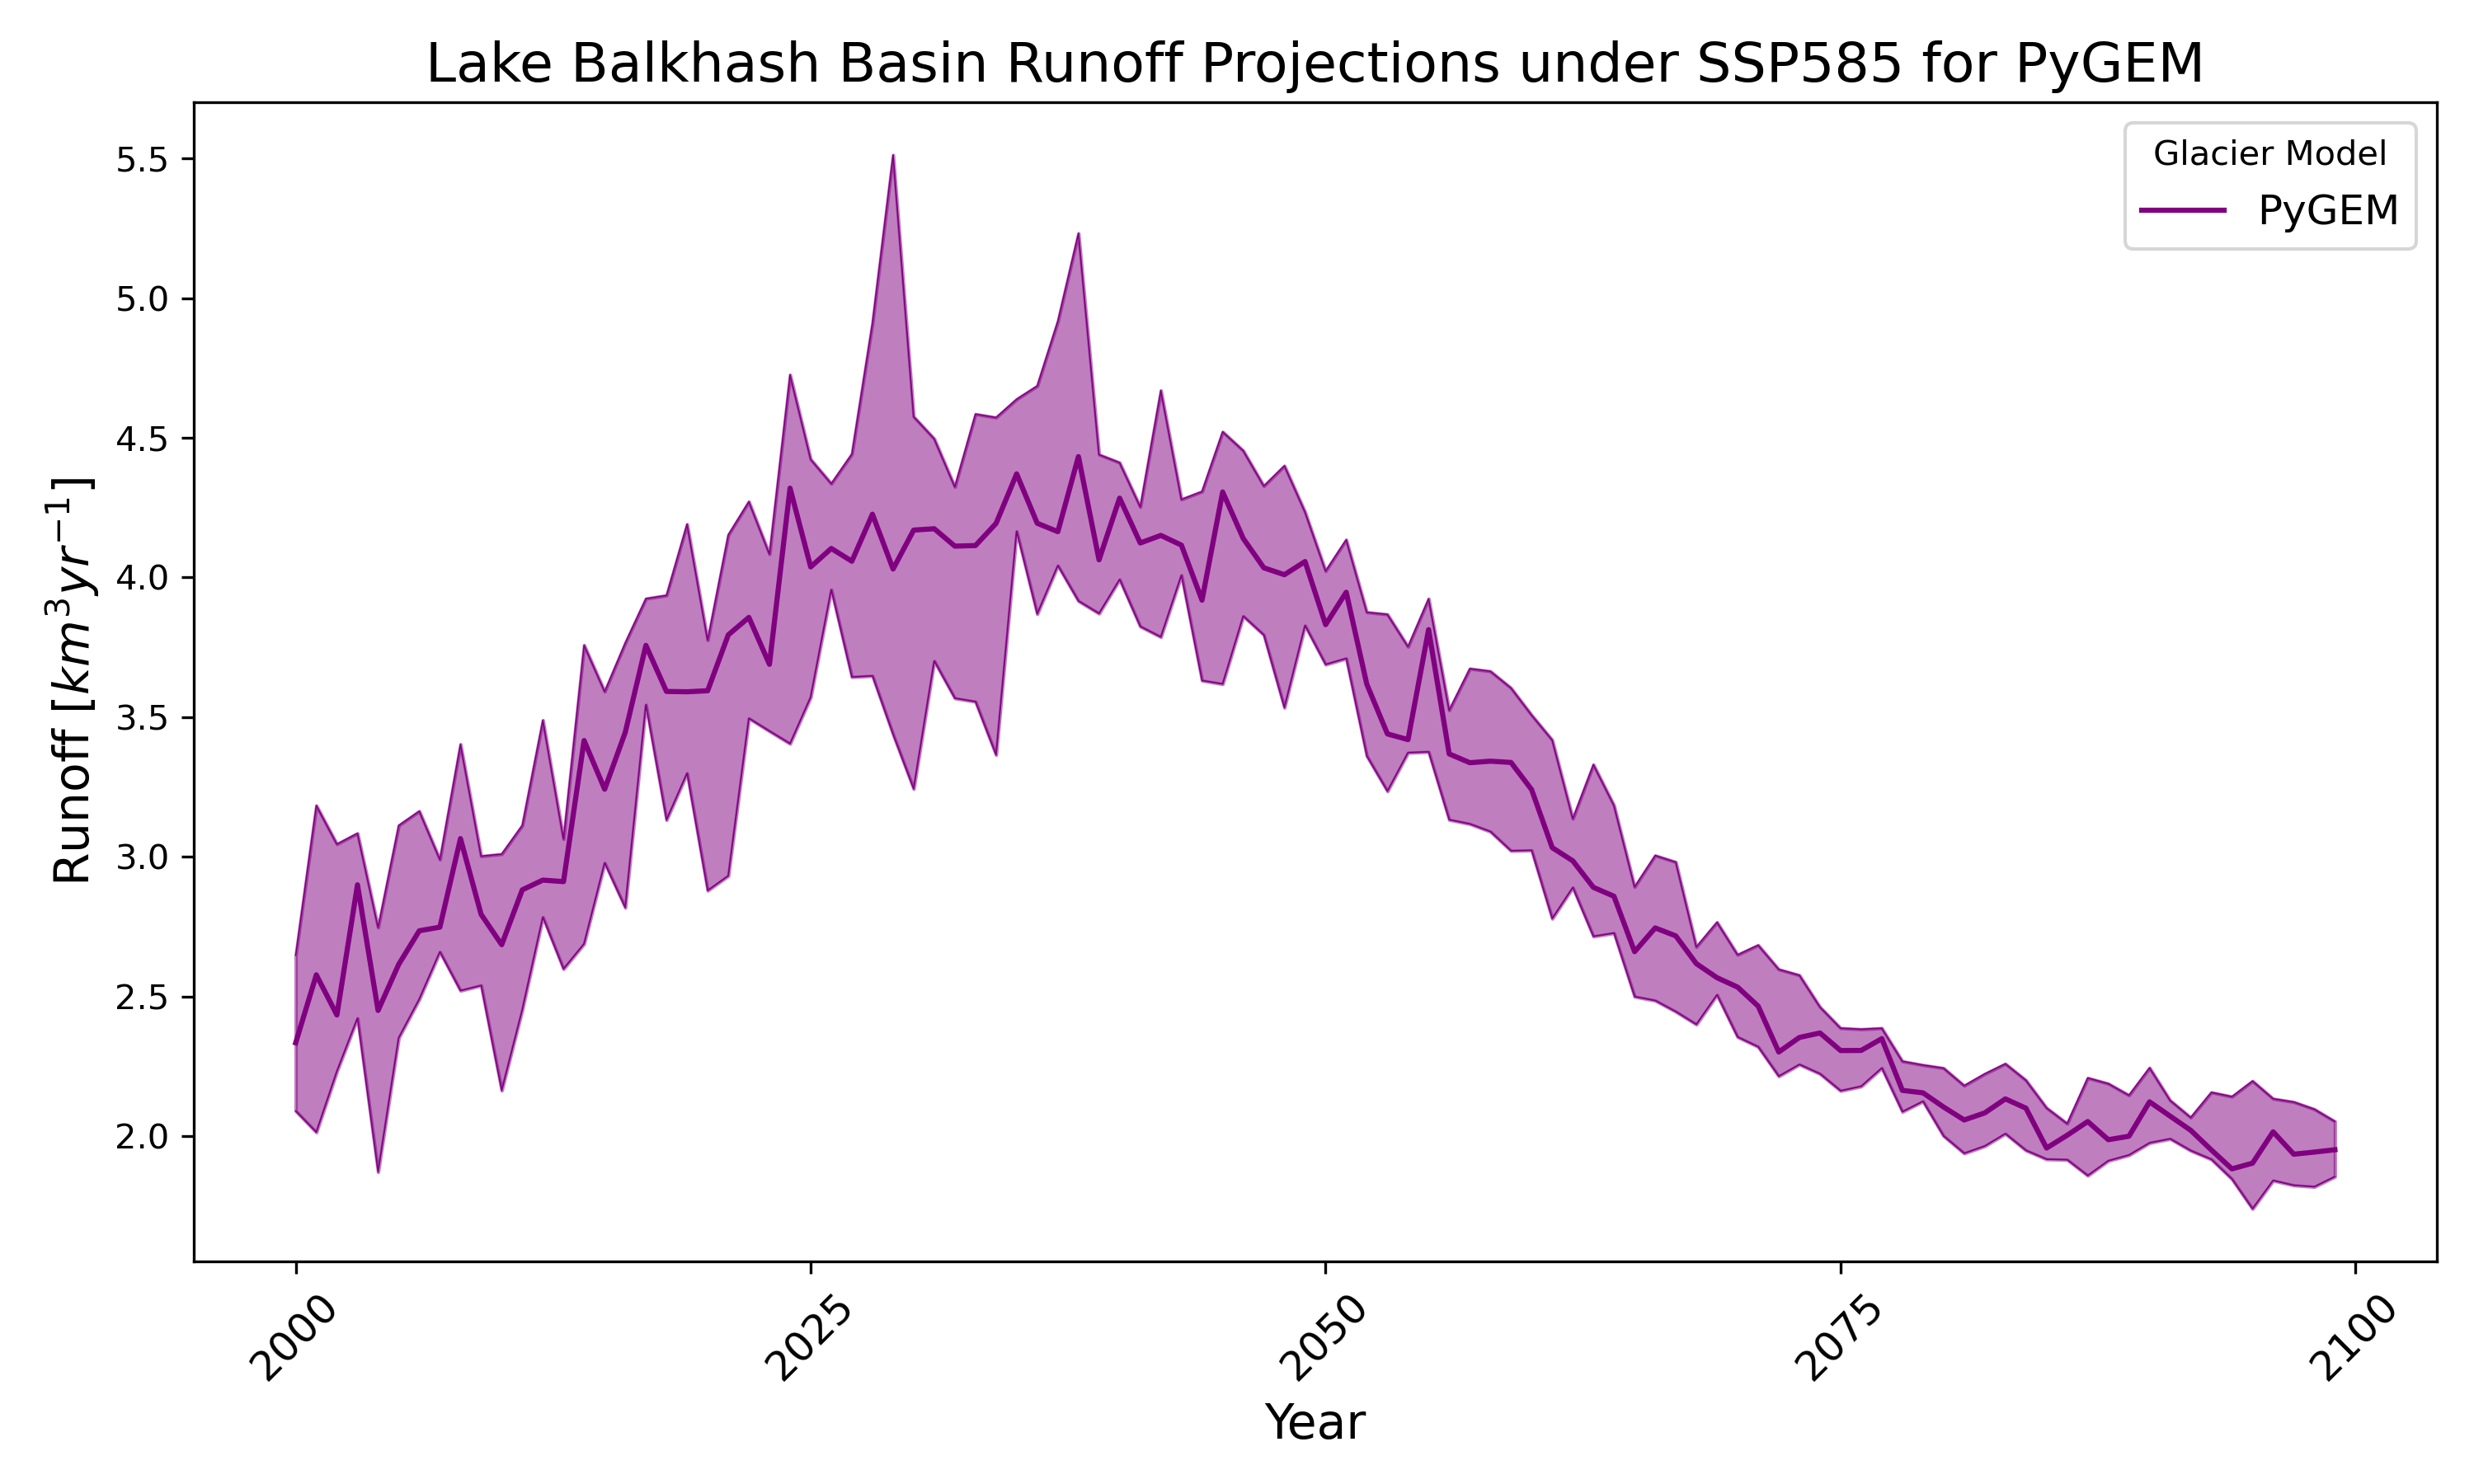 Lake Balkhash Basin Runoff Projections under SSP585 for PyGEM
Glacier Model
PyGEM
5.5
5.0
4.5
4.0
3.5
3.0
2.5
2.0
Runoff [km³yr⁻¹]
2000
2025
2050
2075
2100
Year